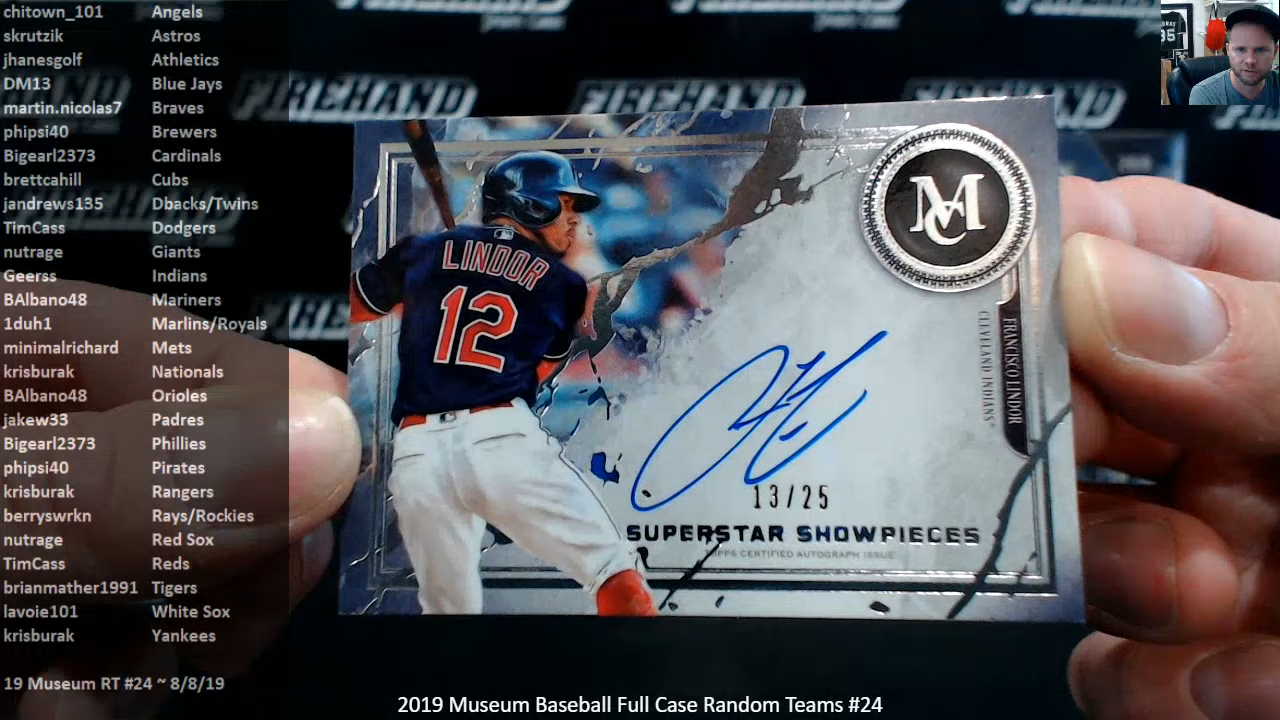 chitown_101 Angels
skrutzik Astros
jhanesgolf Athletics
DM13 Blue Jays
martin.nicolas7 Braves
phipsi40 Brewers
Bigearl2373 Cardinals
brettcahill Cubs
jandrews135 Dbacks/Twins
TimCass Dodgers
nutrage Giants
Geerss Indians
BAlbano48 Mariners
1duh1 Marlins/Royals
minimalrichard Mets
krisburak Nationals
BAlbano48 Orioles
jakew33 Padres
Bigearl2373 Phillies
phipsi40 Pirates
krisburak Rangers
berryswrkn Rays/Rockies
nutrage Red Sox
TimCass Reds
brianmather1991 Tigers
lavoie101 White Sox
krisburak Yankees
19 Museum RT #24 ~ 8/8/19
FIREHAND
FIREHAND
FIREHAND
LINDOR
12
MC
FRANCISCO LINDOR
CLEVELAND INDIANS
13/25
SUPERSTAR SHOWPIECES
TOPPS CERTIFIED AUTOGRAPH ISSUE
35
2019 Museum Baseball Full Case Random Teams #24